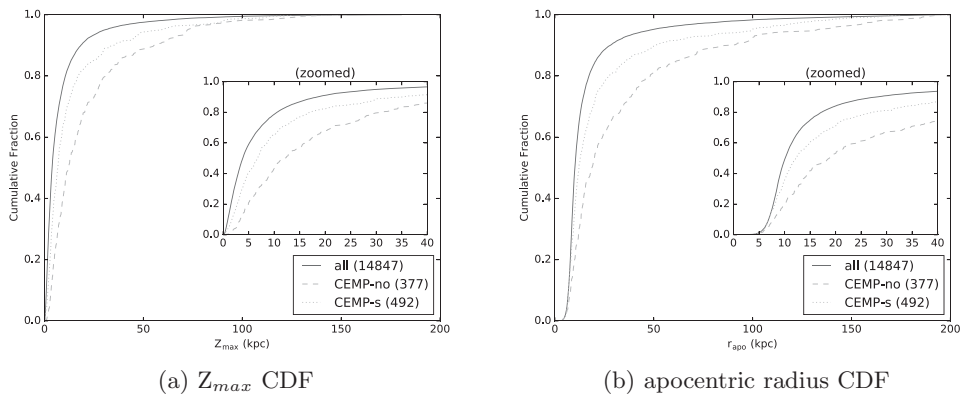 1.0
0.8
0.6
0.4
0.2
0.0
Cumulative Fraction
0 50 100 150 200
Z_max (kpc)
(zoomed)
1.0
0.8
0.6
0.4
0.2
0.0
0 5 10 15 20 25 30 35 40
all (14847)
CEMP-no (377)
CEMP-s (492)
(a) Z_max CDF
1.0
0.8
0.6
0.4
0.2
0.0
Cumulative Fraction
0 50 100 150 200
r_apo (kpc)
(zoomed)
1.0
0.8
0.6
0.4
0.2
0.0
0 5 10 15 20 25 30 35 40
all (14847)
CEMP-no (377)
CEMP-s (492)
(b) apocentric radius CDF